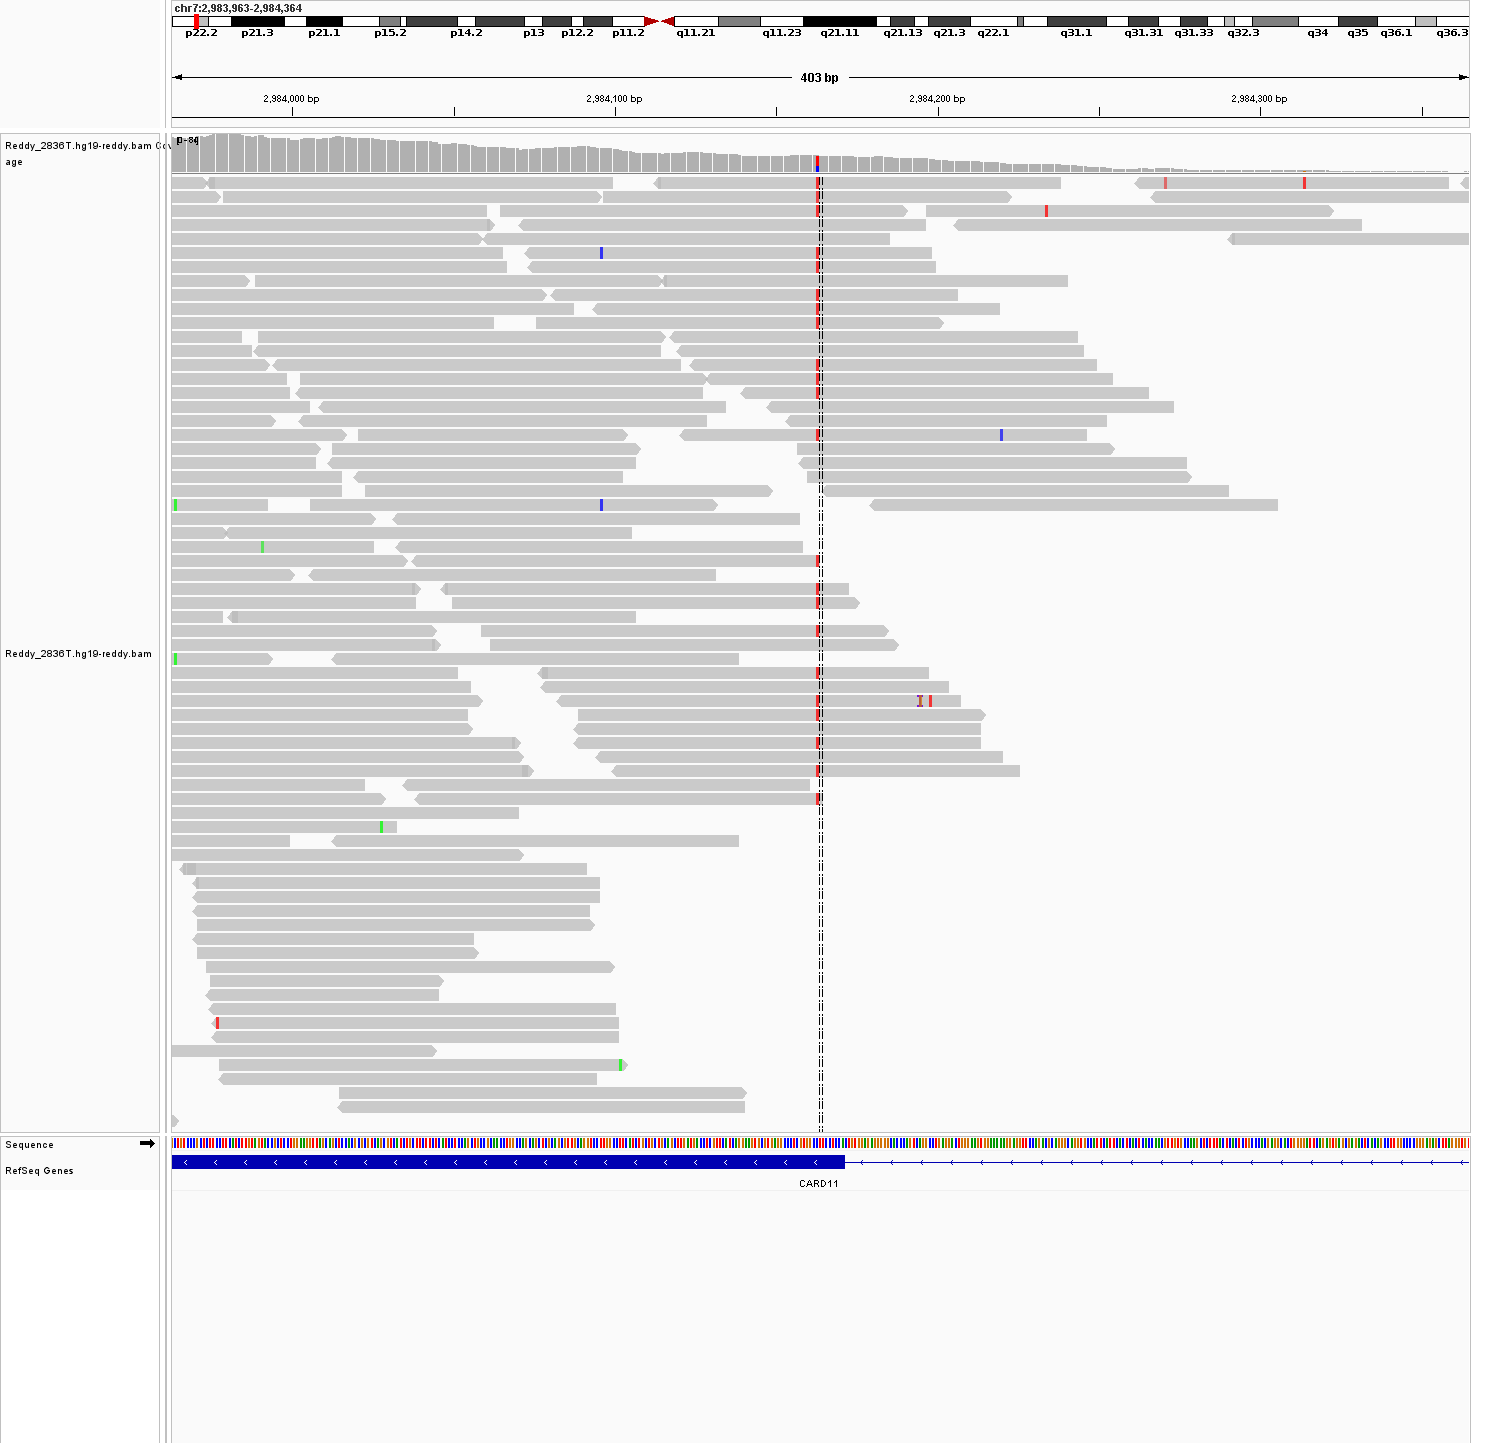 chr7:2,983,963-2,984,364
p22.2 p21.3 p21.1 p15.2 p14.2 p13 p12.2 p11.2 q11.21 q11.23 q21.11 q21.13 q21.3 q22.1 q31.1 q31.31 q31.33 q32.3 q34 q35 q36.1 q36.3
403 bp
2,984,000 bp 2,984,100 bp 2,984,200 bp 2,984,300 bp
Reddy_2836T.hg19-reddy.bam Cov
age
Reddy_2836T.hg19-reddy.bam
Sequence
RefSeq Genes
CARD11